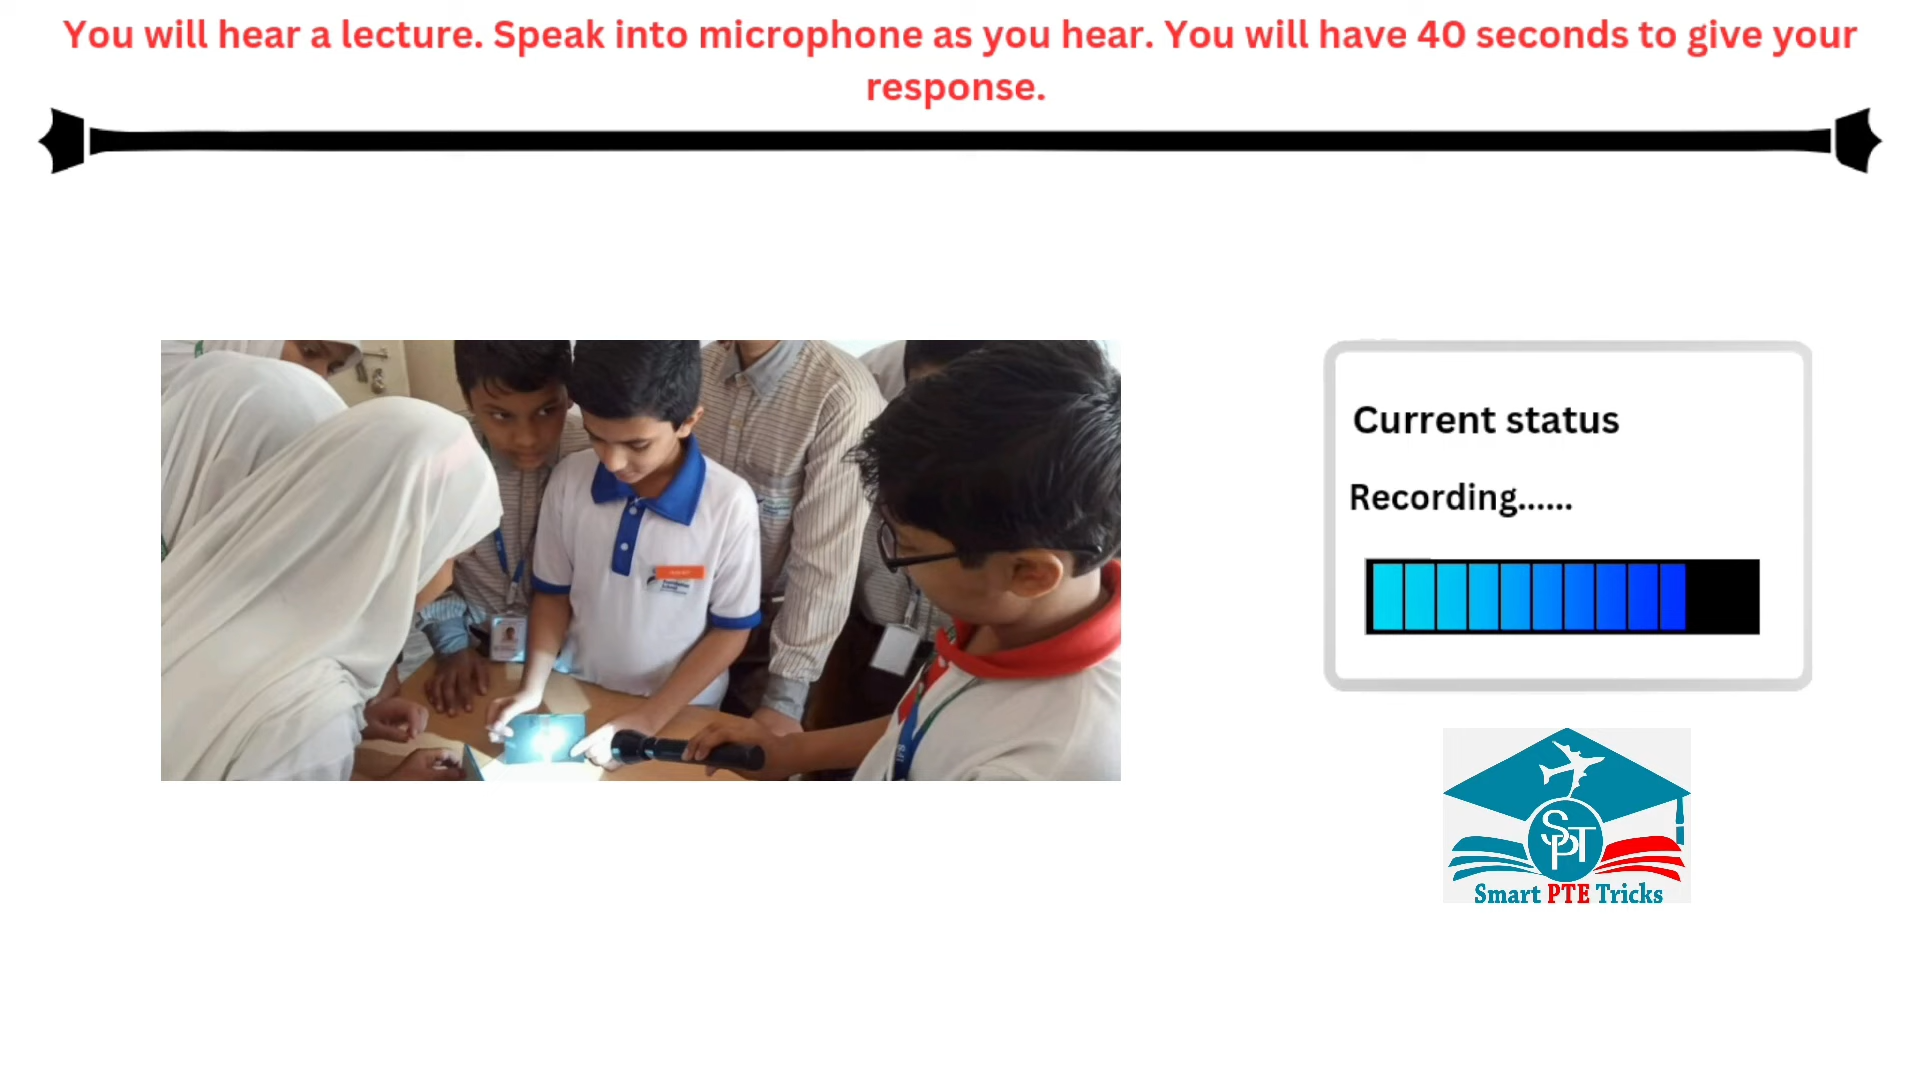 You will hear a lecture. Speak into microphone as you hear. You will have 40 seconds to give your
response.
Current status
Recording......
SPT
Smart PTE Tricks